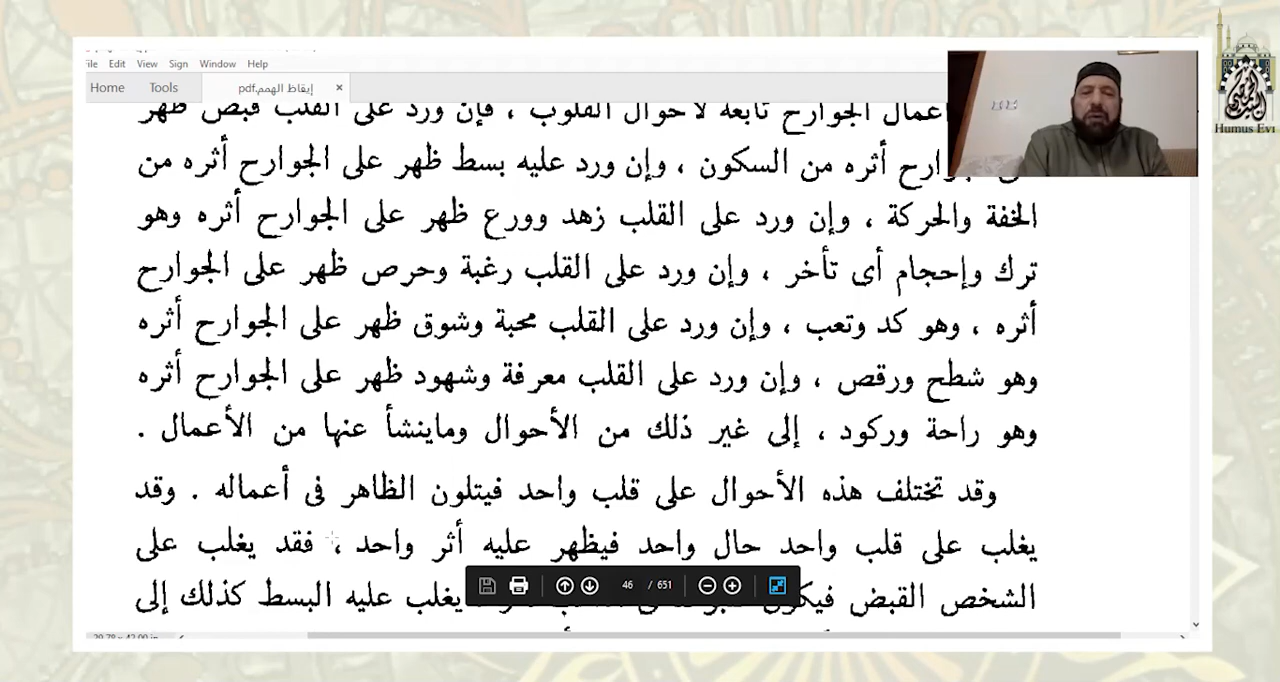 ile Edit View Sign Window Help
Home Tools إيقاظ الهمم.pdf ×
أعمال الجوارح تابعة لأحوال القلوب ، فإن ورد على القلب قبض ظهر
أثره من السكون ، وإن ورد عليه بسط ظهر على الجوارح أثره من
الخفة والحركة ، وإن ورد على القلب زهد وورع ظهر على الجوارح أثره وهو
ترك وإحجام أى تأخر ، وإن ورد على القلب رغبة وحرص ظهر على الجوارح
أثره ، وهو كد وتعب ، وإن ورد على القلب محبة وشوق ظهر على الجوارح أثره
وهو شطح ورقص ، وإن ورد على القلب معرفة وشهود ظهر على الجوارح أثره
وهو راحة وركود ، إلى غير ذلك من الأحوال وماينشأ عنها من الأعمال .
وقد تختلف هذه الأحوال على قلب واحد فيتلون الظاهر فى أعماله . وقد
يغلب على قلب واحد حال واحد فيظهر عليه أثر واحد ، فقد يغلب على
الشخص القبض يغلب عليه البسط كذلك إلى
46 / 651
29.78 x 42.00 in
Humus Evi